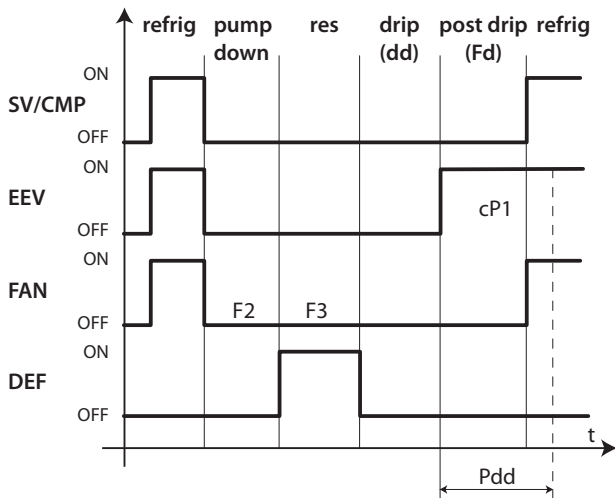 refrig pump down res drip (dd) post drip (Fd) refrig
ON
SV/CMP
OFF
ON
EEV
cP1
OFF
ON
FAN
F2 F3
OFF
ON
DEF
OFF
t
Pdd